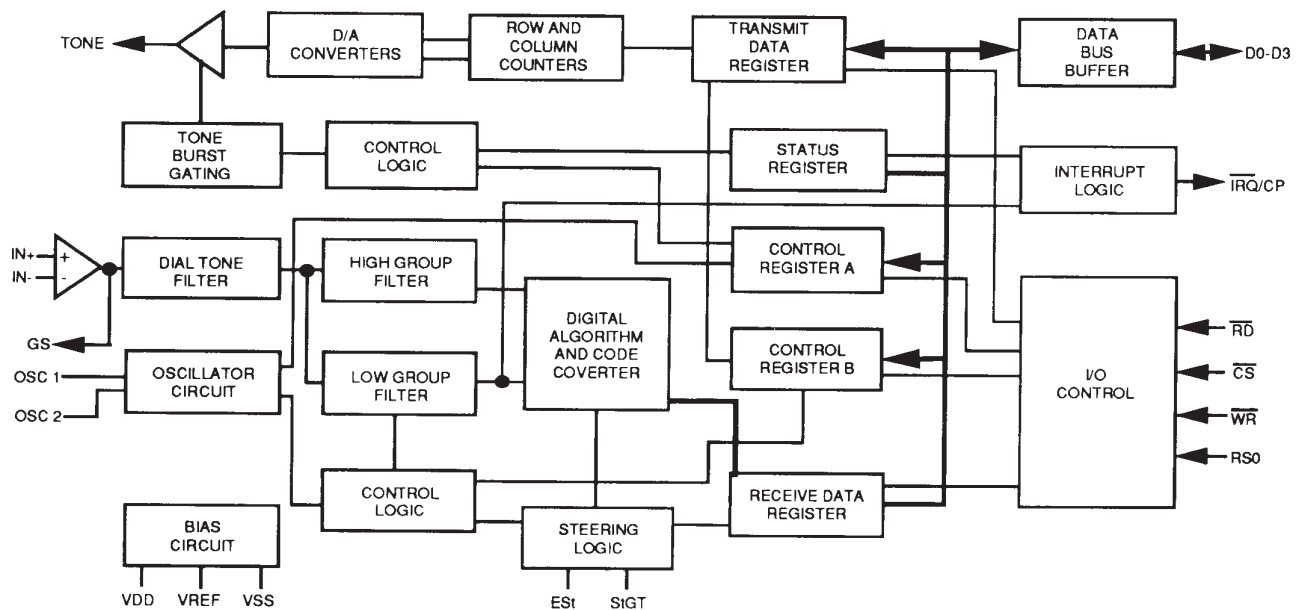 TONE
D/A
CONVERTERS
ROW AND
COLUMN
COUNTERS
TRANSMIT
DATA
REGISTER
DATA
BUS
BUFFER
D0-D3
TONE
BURST
GATING
CONTROL
LOGIC
STATUS
REGISTER
INTERRUPT
LOGIC
IRQ/CP
IN+
IN-
+
-
DIAL TONE
FILTER
HIGH GROUP
FILTER
CONTROL
REGISTER A
GS
OSC 1
OSC 2
OSCILLATOR
CIRCUIT
LOW GROUP
FILTER
DIGITAL
ALGORITHM
AND CODE
COVERTER
CONTROL
REGISTER B
I/O
CONTROL
RD
CS
WR
RS0
CONTROL
LOGIC
RECEIVE DATA
REGISTER
BIAS
CIRCUIT
STEERING
LOGIC
VDD VREF VSS
ESt StGT